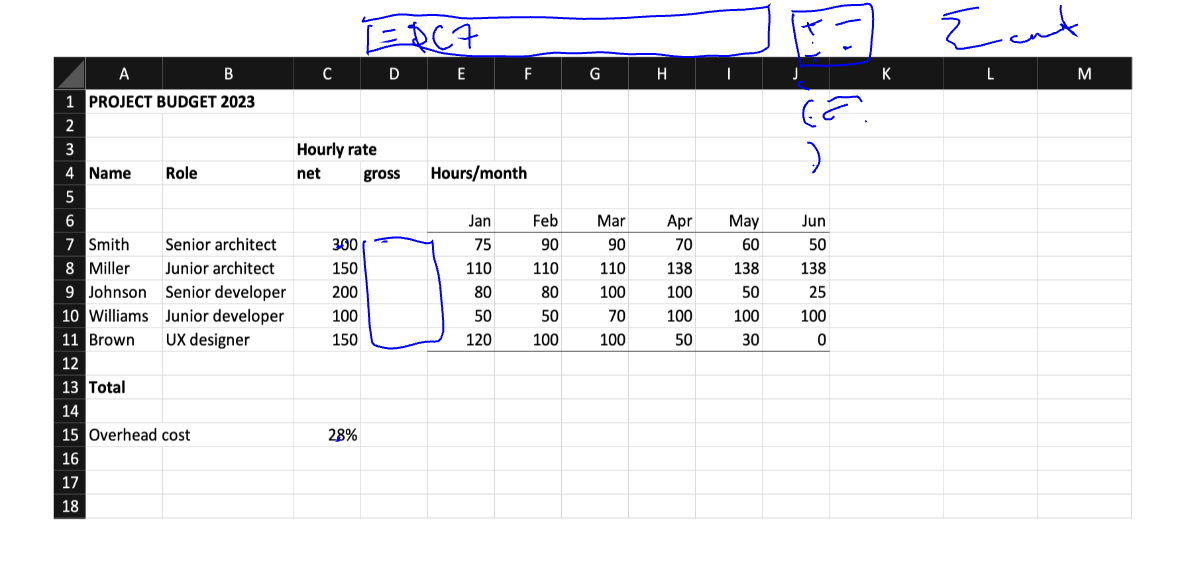 A B C D E F G H I J K L M
1 PROJECT BUDGET 2023
2
3 Hourly rate
4 Name Role net gross Hours/month
5
6 Jan Feb Mar Apr May Jun
7 Smith Senior architect 300 75 90 90 70 60 50
8 Miller Junior architect 150 110 110 110 138 138 138
9 Johnson Senior developer 200 80 80 100 100 50 25
10 Williams Junior developer 100 50 50 70 100 100 100
11 Brown UX designer 150 120 100 100 50 30 0
12
13 Total
14
15 Overhead cost 28%
16
17
18